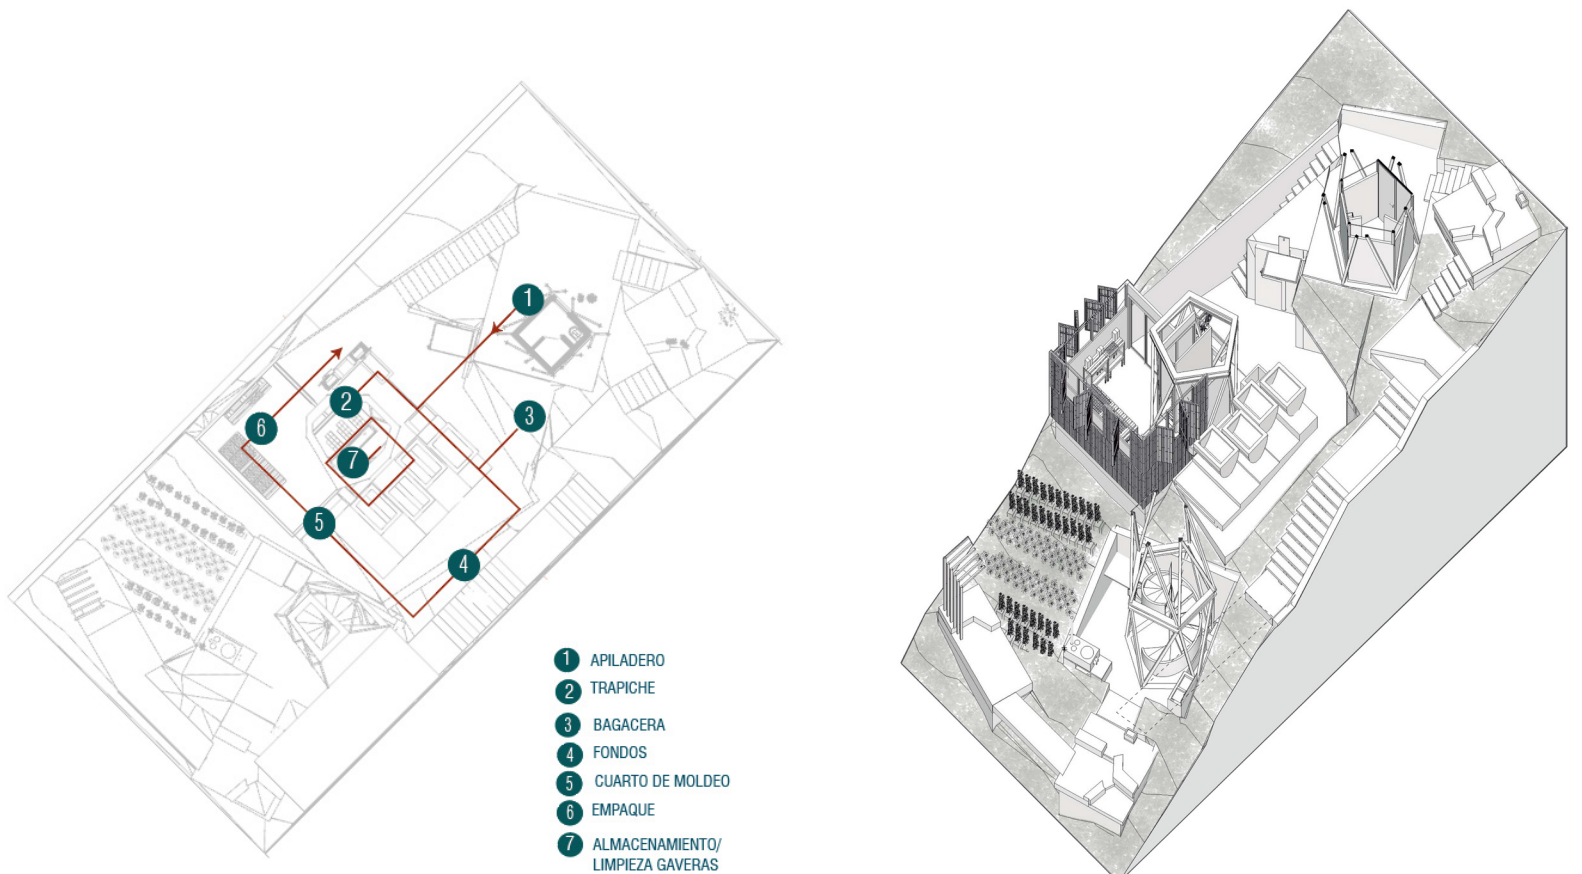 1
2
3
6
7
5
4
1 APILADERO
2 TRAPICHE
3 BAGACERA
4 FONDOS
5 CUARTO DE MOLDEO
6 EMPAQUE
7 ALMACENAMIENTO/
LIMPIEZA GAVERAS